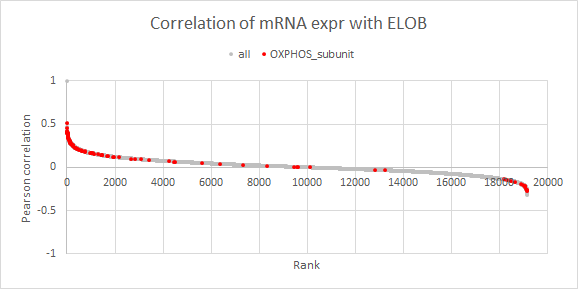 Correlation of mRNA expr with ELOB
all OXPHOS_subunit
1
0.5
0
-0.5
-1
0 2000 4000 6000 8000 10000 12000 14000 16000 18000 20000
Pearson correlation
Rank